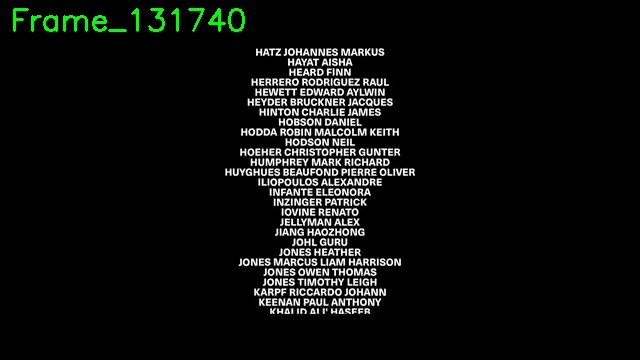 Frame_131740
HATZ JOHANNES MARKUS
HAYAT AISHA
HEARD FINN
HERRERO RODRIGUEZ RAUL
HEWETT EDWARD AYLWIN
HEYDER BRUCKNER JACQUES
HINTON CHARLIE JAMES
HOBSON DANIEL
HODDA ROBIN MALCOLM KEITH
HODSON NEIL
HOEHER CHRISTOPHER GUNTER
HUMPHREY MARK RICHARD
HUYGHUES BEAUFOND PIERRE OLIVER
ILIOPOULOS ALEXANDRE
INFANTE ELEONORA
INZINGER PATRICK
IOVINE RENATO
JELLYMAN ALEX
JIANG HAOZHONG
JOHL GURU
JONES HEATHER
JONES MARCUS LIAM HARRISON
JONES OWEN THOMAS
JONES TIMOTHY LEIGH
KARPF RICCARDO JOHANN
KEENAN PAUL ANTHONY
KHALID ALI' HASEEB